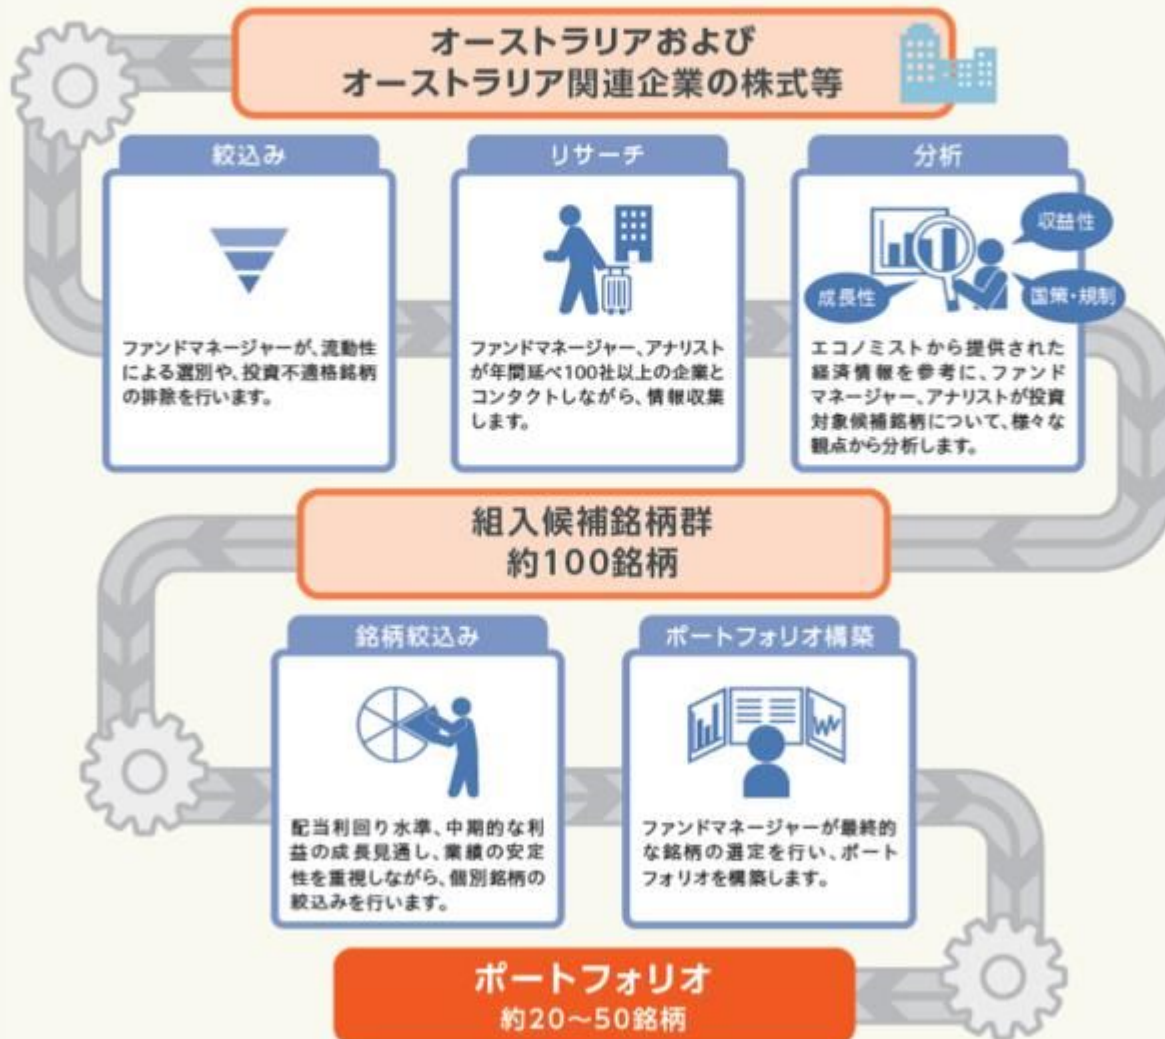 オーストラリアおよび
オーストラリア関連企業の株式等
絞込み
ファンドマネージャーが、流動性
による選別や、投資不適格銘柄
の排除を行います。
リサーチ
ファンドマネージャー、アナリスト
が年間延べ100社以上の企業と
コンタクトしながら、情報収集
します。
分析
収益性
成長性
国策・規制
エコノミストから提供された
経済情報を参考に、ファンド
マネージャー、アナリストが投資
対象候補銘柄について、様々な
観点から分析します。
組入候補銘柄群
約100銘柄
銘柄絞込み
配当利回り水準、中期的な利
益の成長見通し、業績の安定
性を重視しながら、個別銘柄の
絞込みを行います。
ポートフォリオ構築
ファンドマネージャーが最終的
な銘柄の選定を行い、ポート
フォリオを構築します。
ポートフォリオ
約20～50銘柄